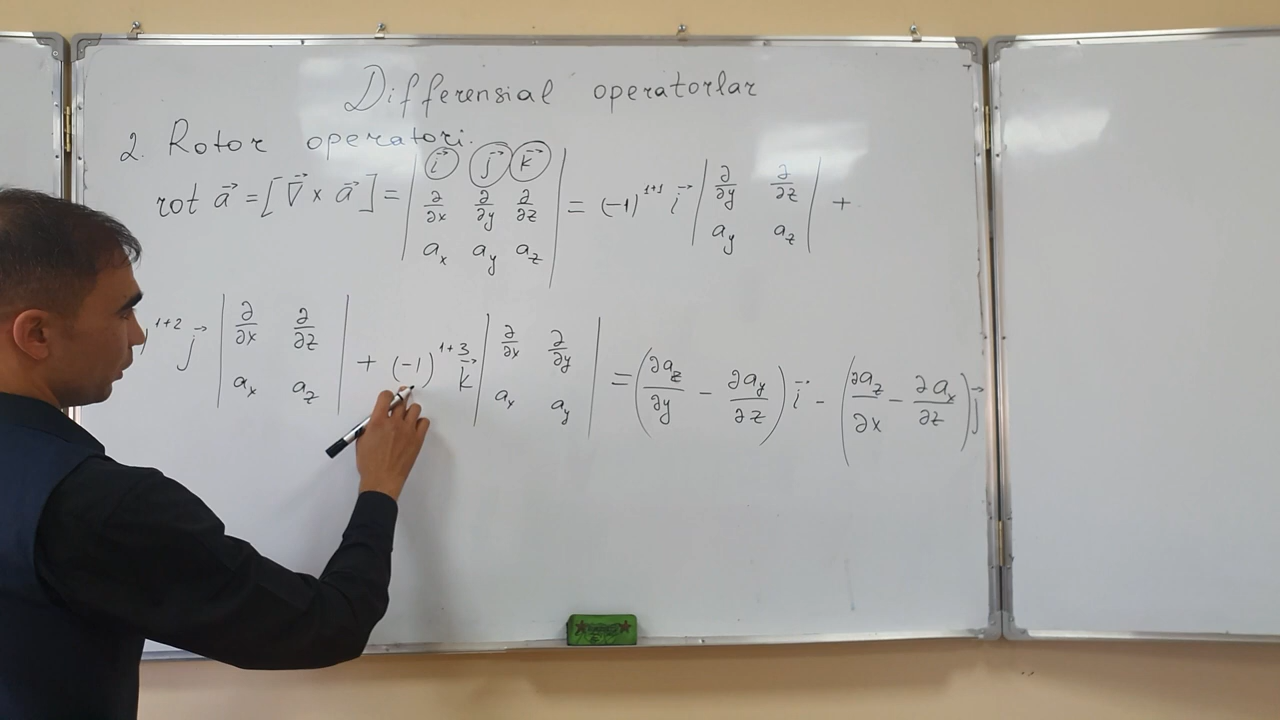 Differensial operatorlar
2. Rotor operatori.
rot a⃗ = [∇⃗ × a⃗] = | i⃗ j⃗ k⃗ ; ∂/∂x ∂/∂y ∂/∂z ; aₓ a_y a_z | = (-1)¹⁺¹ i⃗ | ∂/∂y ∂/∂z ; a_y a_z | +
)¹⁺² j⃗ | ∂/∂x ∂/∂z ; aₓ a_z | + (-1)¹⁺³ k⃗ | ∂/∂x ∂/∂y ; aₓ a_y | = (∂a_z/∂y - ∂a_y/∂z) i⃗ - (∂a_z/∂x - ∂aₓ/∂z) j⃗